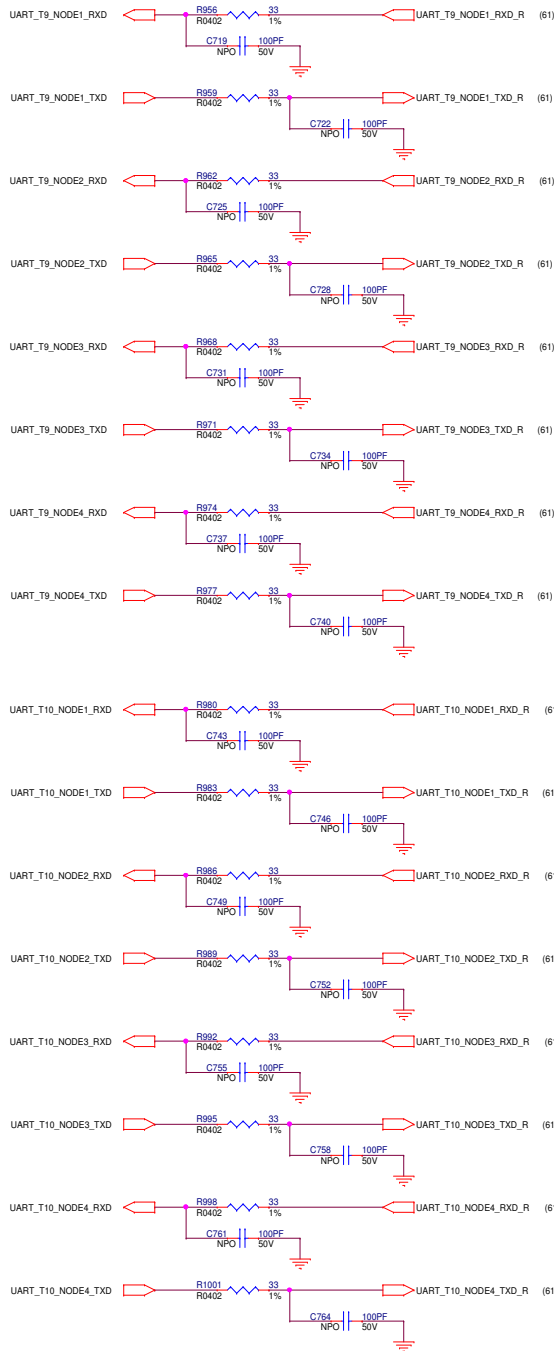 UART_T9_NODE1_RXD R956 33 UART_T9_NODE1_RXD_R (61)
R0402 1%
C719 100PF
NPO 50V
UART_T9_NODE1_TXD R959 33 UART_T9_NODE1_TXD_R (61)
R0402 1%
C722 100PF
NPO 50V
UART_T9_NODE2_RXD R962 33 UART_T9_NODE2_RXD_R (61)
R0402 1%
C725 100PF
NPO 50V
UART_T9_NODE2_TXD R965 33 UART_T9_NODE2_TXD_R (61)
R0402 1%
C728 100PF
NPO 50V
UART_T9_NODE3_RXD R968 33 UART_T9_NODE3_RXD_R (61)
R0402 1%
C731 100PF
NPO 50V
UART_T9_NODE3_TXD R971 33 UART_T9_NODE3_TXD_R (61)
R0402 1%
C734 100PF
NPO 50V
UART_T9_NODE4_RXD R974 33 UART_T9_NODE4_RXD_R (61)
R0402 1%
C737 100PF
NPO 50V
UART_T9_NODE4_TXD R977 33 UART_T9_NODE4_TXD_R (61)
R0402 1%
C740 100PF
NPO 50V
UART_T10_NODE1_RXD R980 33 UART_T10_NODE1_RXD_R (61
R0402 1%
C743 100PF
NPO 50V
UART_T10_NODE1_TXD R983 33 UART_T10_NODE1_TXD_R (61
R0402 1%
C746 100PF
NPO 50V
UART_T10_NODE2_RXD R986 33 UART_T10_NODE2_RXD_R (61
R0402 1%
C749 100PF
NPO 50V
UART_T10_NODE2_TXD R989 33 UART_T10_NODE2_TXD_R (61
R0402 1%
C752 100PF
NPO 50V
UART_T10_NODE3_RXD R992 33 UART_T10_NODE3_RXD_R (61
R0402 1%
C755 100PF
NPO 50V
UART_T10_NODE3_TXD R995 33 UART_T10_NODE3_TXD_R (61
R0402 1%
C758 100PF
NPO 50V
UART_T10_NODE4_RXD R998 33 UART_T10_NODE4_RXD_R (61
R0402 1%
C761 100PF
NPO 50V
UART_T10_NODE4_TXD R1001 33 UART_T10_NODE4_TXD_R (61
R0402 1%
C764 100PF
NPO 50V